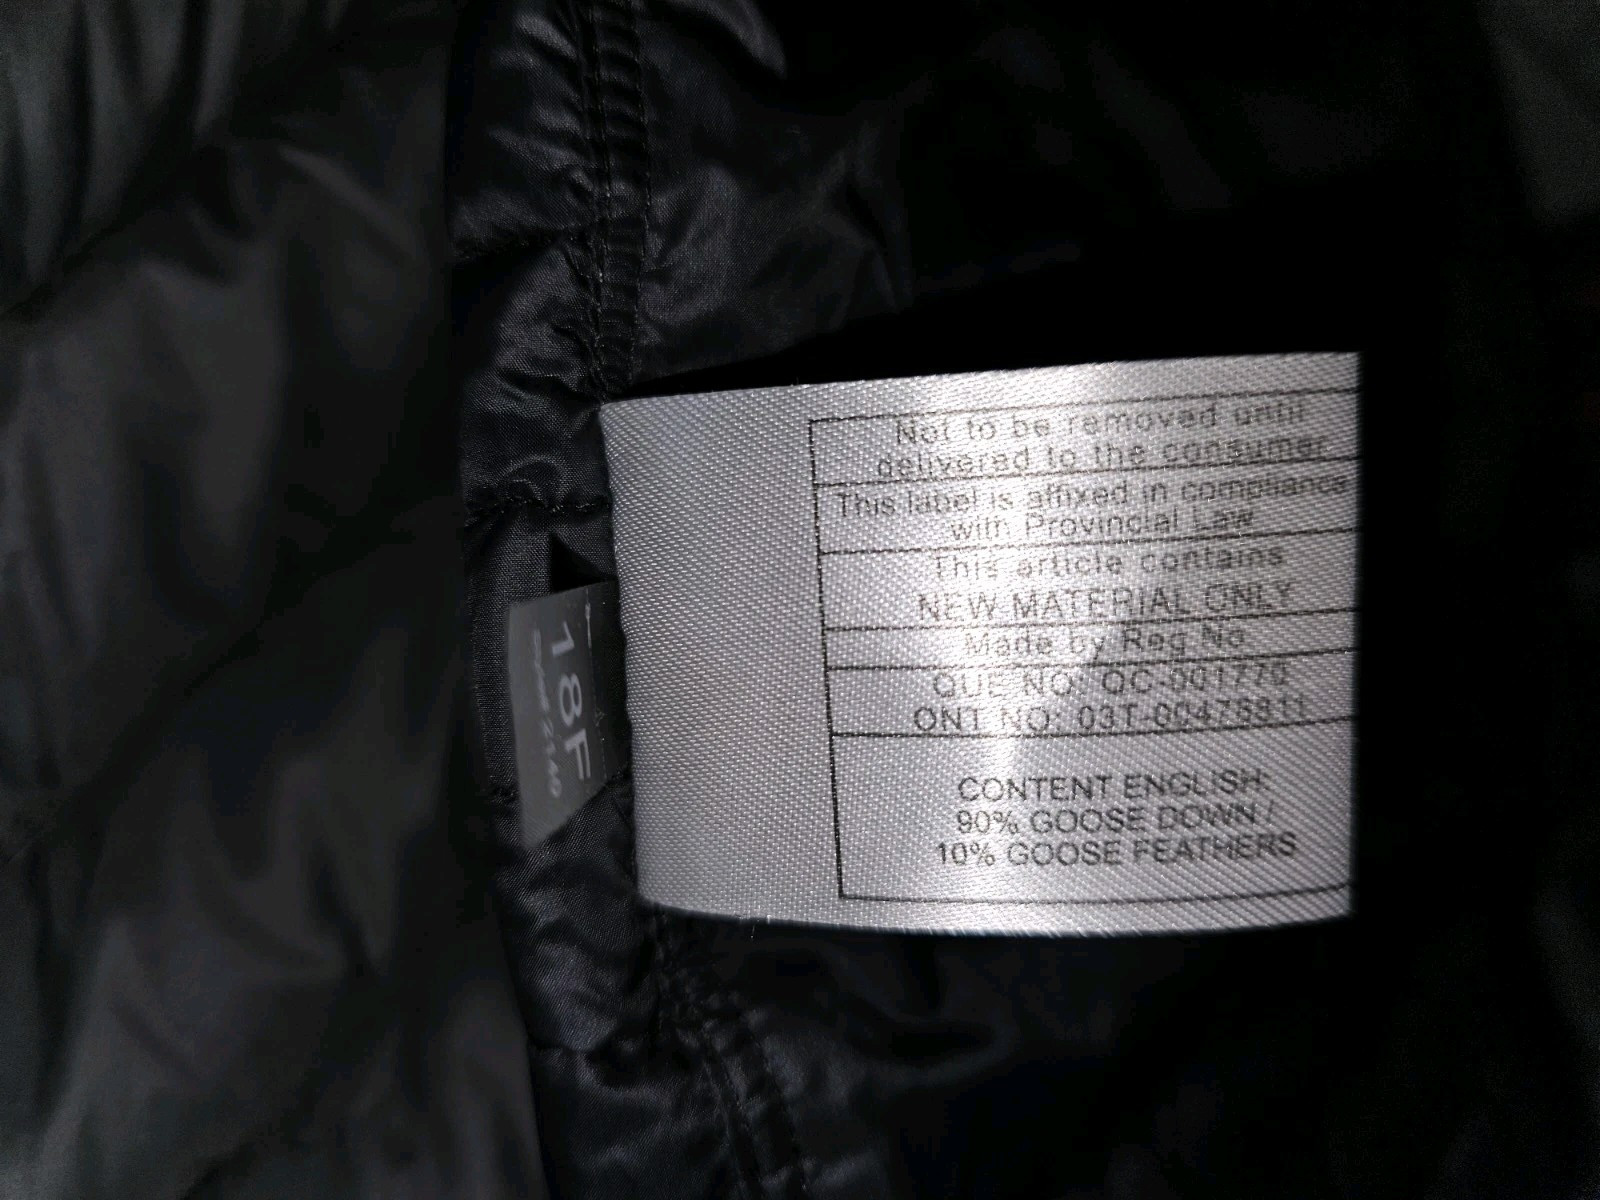 Not to be removed until
delivered to the consumer
This label is affixed in compliance
with Provincial Law
This article contains
NEW MATERIAL ONLY
Made by Reg No
QUE NO: QC-001770
ONT NO:
CONTENT ENGLISH:
90% GOOSE DOWN /
10% GOOSE FEATHERS
18F